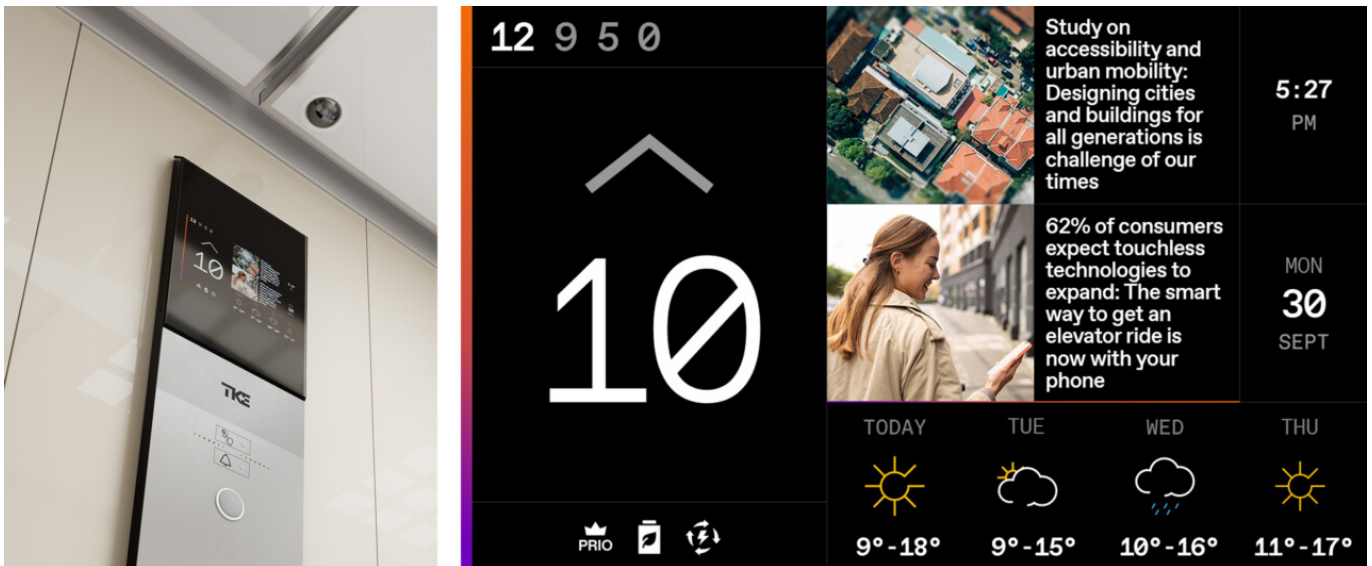 12 9 5 0
10
PRIO
Study on
accessibility and
urban mobility:
Designing cities
and buildings for
all generations is
challenge of our
times
5:27
PM
62% of consumers
expect touchless
technologies to
expand: The smart
way to get an
elevator ride is
now with your
phone
MON
30
SEPT
TODAY TUE WED THU
9°-18° 9°-15° 10°-16° 11°-17°
10
TKE